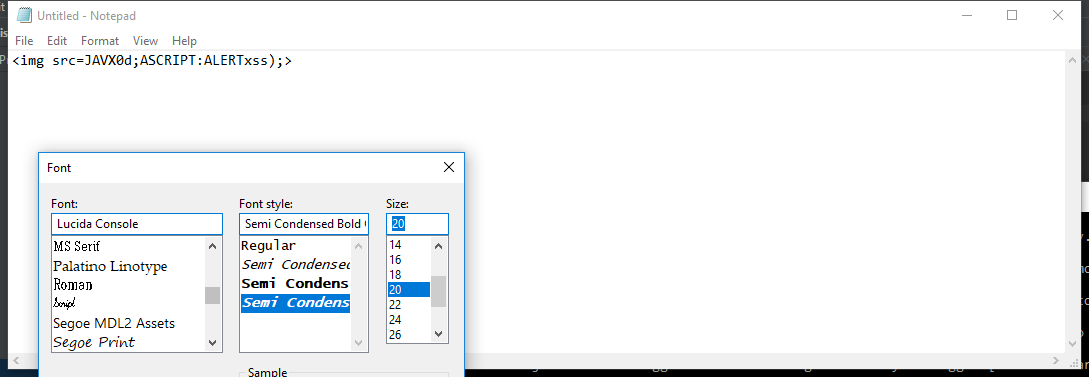 Untitled - Notepad
File Edit Format View Help
<img src=JAVX0d;ASCRIPT:ALERTxss);>
Font
Font: Font style: Size:
Lucida Console Semi Condensed Bold 20
MS Serif Regular 14
Palatino Linotype Semi Condensed 16
Roman Semi Condens 18
Script Semi Condens 20
Segoe MDL2 Assets 22
Segoe Print 24
26
Sample